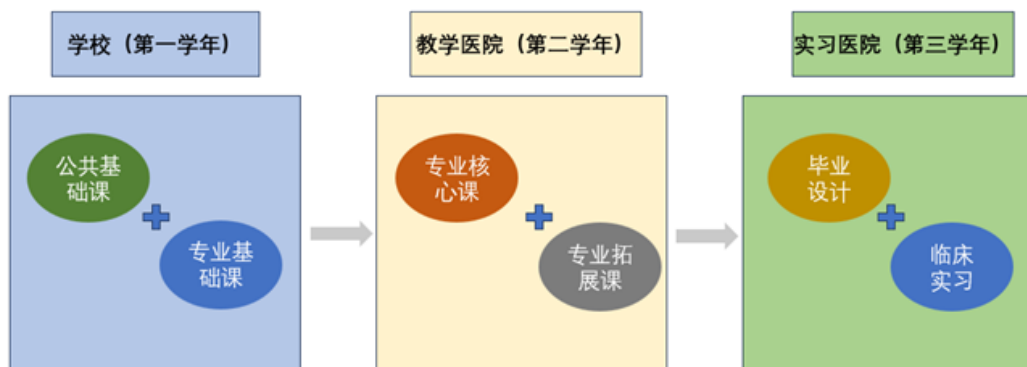 学校（第一学年）
教学医院（第二学年）
实习医院（第三学年）
公共基
础课
专业基
础课
专业核
心课
专业拓
展课
毕业
设计
临床
实习